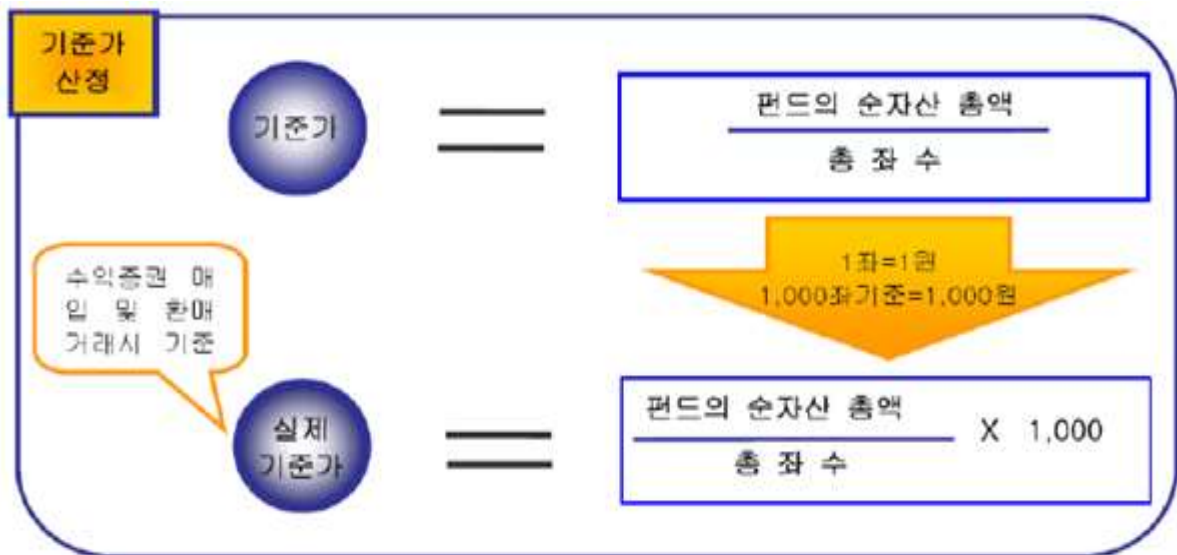 기준가
산정
기준가
펀드의 순자산 총액
총 좌 수
1좌=1원
1,000좌기준=1,000원
수익증권 매
입 및 환매
거래시 기준
실제
기준가
펀드의 순자산 총액
총 좌 수
X 1,000